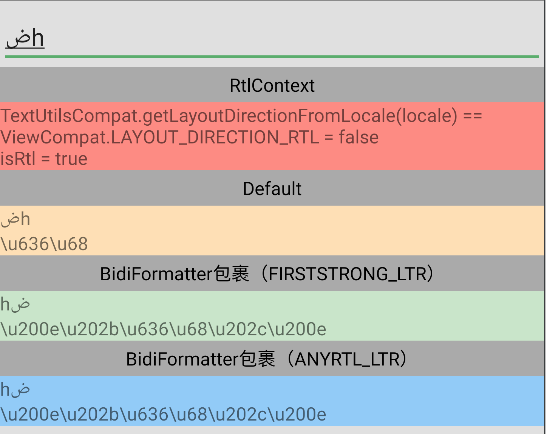 ضh
RtlContext
TextUtilsCompat.getLayoutDirectionFromLocale(locale) ==
ViewCompat.LAYOUT_DIRECTION_RTL = false
isRtl = true
Default
ضh
\u636\u68
BidiFormatter包裹（FIRSTSTRONG_LTR）
hض
\u200e\u202b\u636\u68\u202c\u200e
BidiFormatter包裹（ANYRTL_LTR）
hض
\u200e\u202b\u636\u68\u202c\u200e